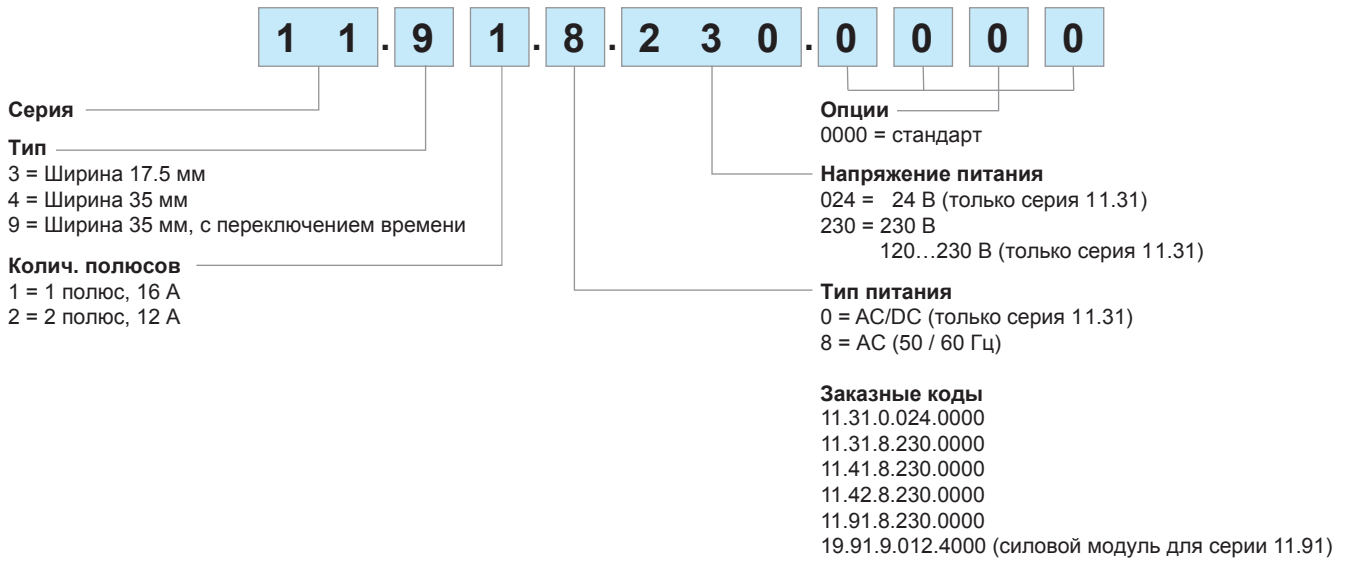 1 1 . 9 1 . 8 . 2 3 0 . 0 0 0 0
Серия
Тип
3 = Ширина 17.5 мм
4 = Ширина 35 мм
9 = Ширина 35 мм, с переключением времени
Колич. полюсов
1 = 1 полюс, 16 A
2 = 2 полюс, 12 A
Опции
0000 = стандарт
Напряжение питания
024 = 24 В (только серия 11.31)
230 = 230 В
120…230 В (только серия 11.31)
Тип питания
0 = AC/DC (только серия 11.31)
8 = AC (50 / 60 Гц)
Заказные коды
11.31.0.024.0000
11.31.8.230.0000
11.41.8.230.0000
11.42.8.230.0000
11.91.8.230.0000
19.91.9.012.4000 (силовой модуль для серии 11.91)